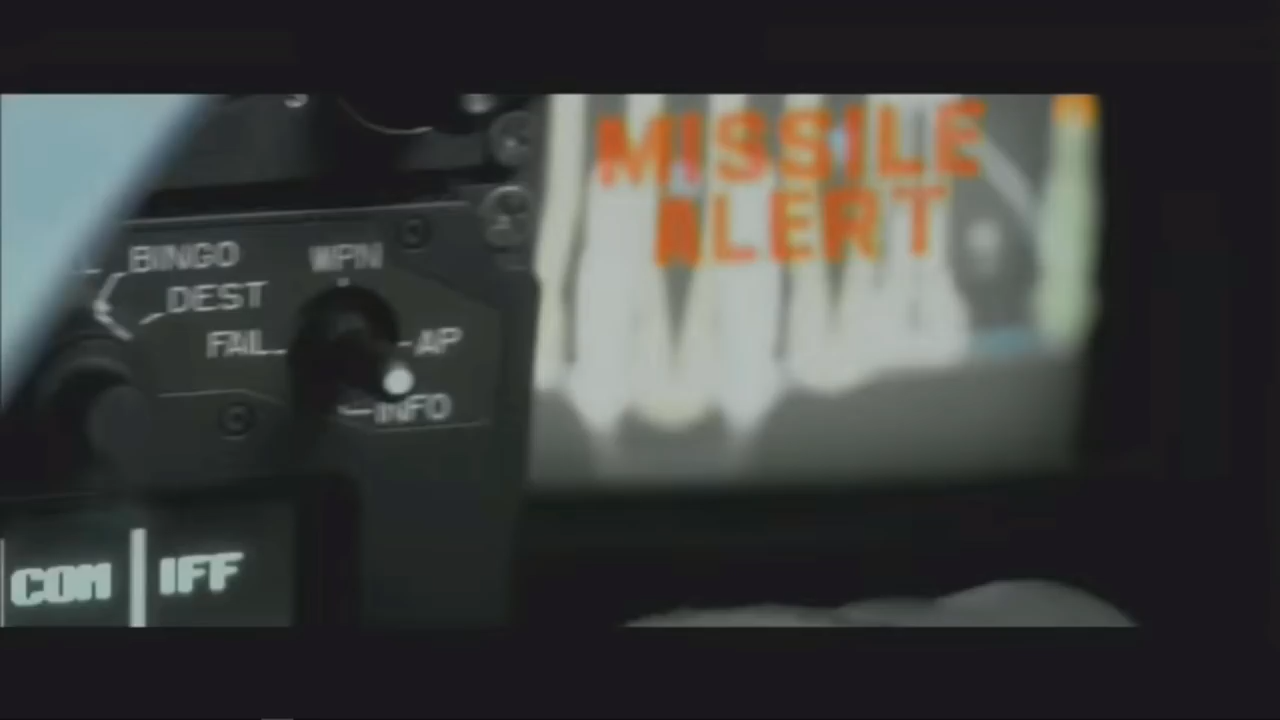 MISSILE
ALERT
BINGO
WPN
DEST
FAIL
AP
INFO
COM
IFF